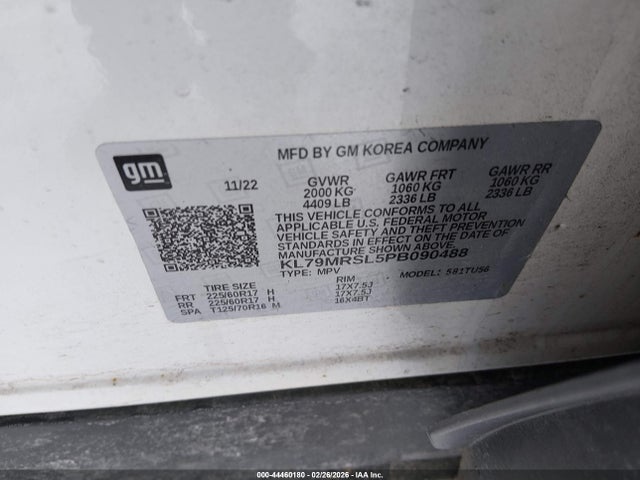 gm
MFD BY GM KOREA COMPANY
11/22 GVWR GAWR FRT GAWR RR
2000 KG 1060 KG 1060 KG
4409 LB 2336 LB 2336 LB
THIS VEHICLE CONFORMS TO ALL
APPLICABLE U.S. FEDERAL MOTOR
VEHICLE SAFETY AND THEFT PREVENTION
STANDARDS IN EFFECT ON THE DATE OF
MANUFACTURE SHOWN ABOVE.
KL79MRSL5PB090488
TYPE: MPV MODEL: 581TU56
TIRE SIZE RIM
FRT 225/60R17 H 17X7.5J
RR 225/60R17 H 17X7.5J
SPA T125/70R16 M 16X4BT
000-44460180 - 02/26/2026 - IAA Inc.